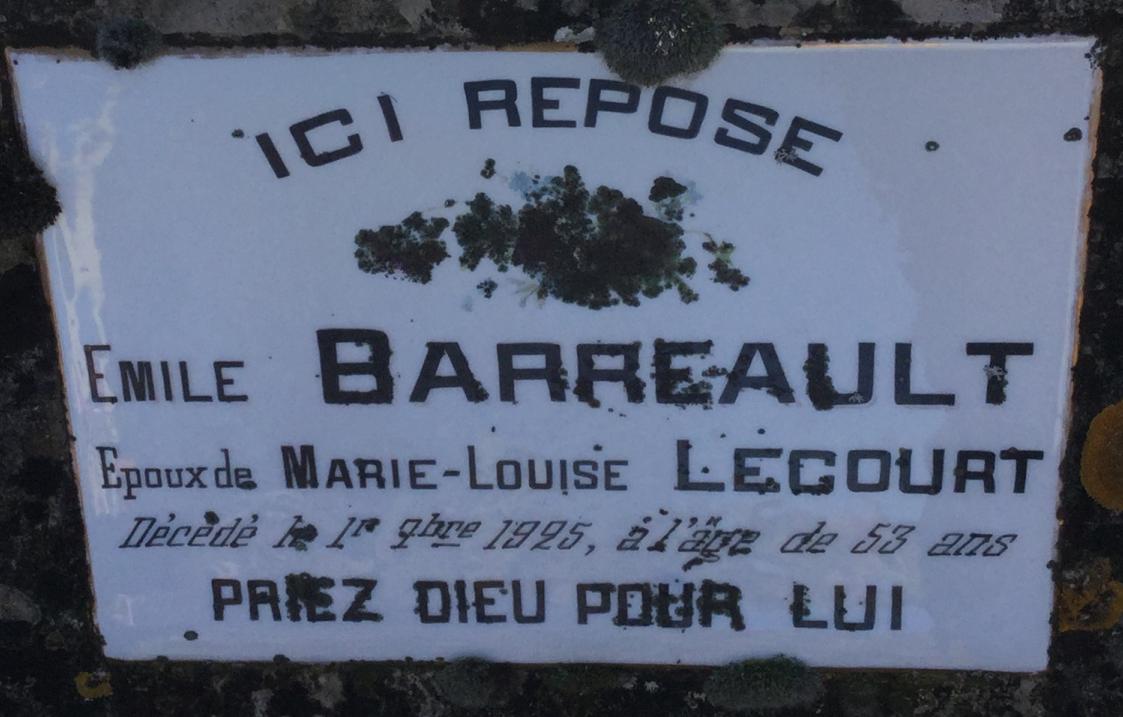 ICI REPOSE
EMILE BARREAULT
Epoux de MARIE-LOUISE LECOURT
Décédé le 1r 9bre 1925, à l'âge de 53 ans
PRIEZ DIEU POUR LUI